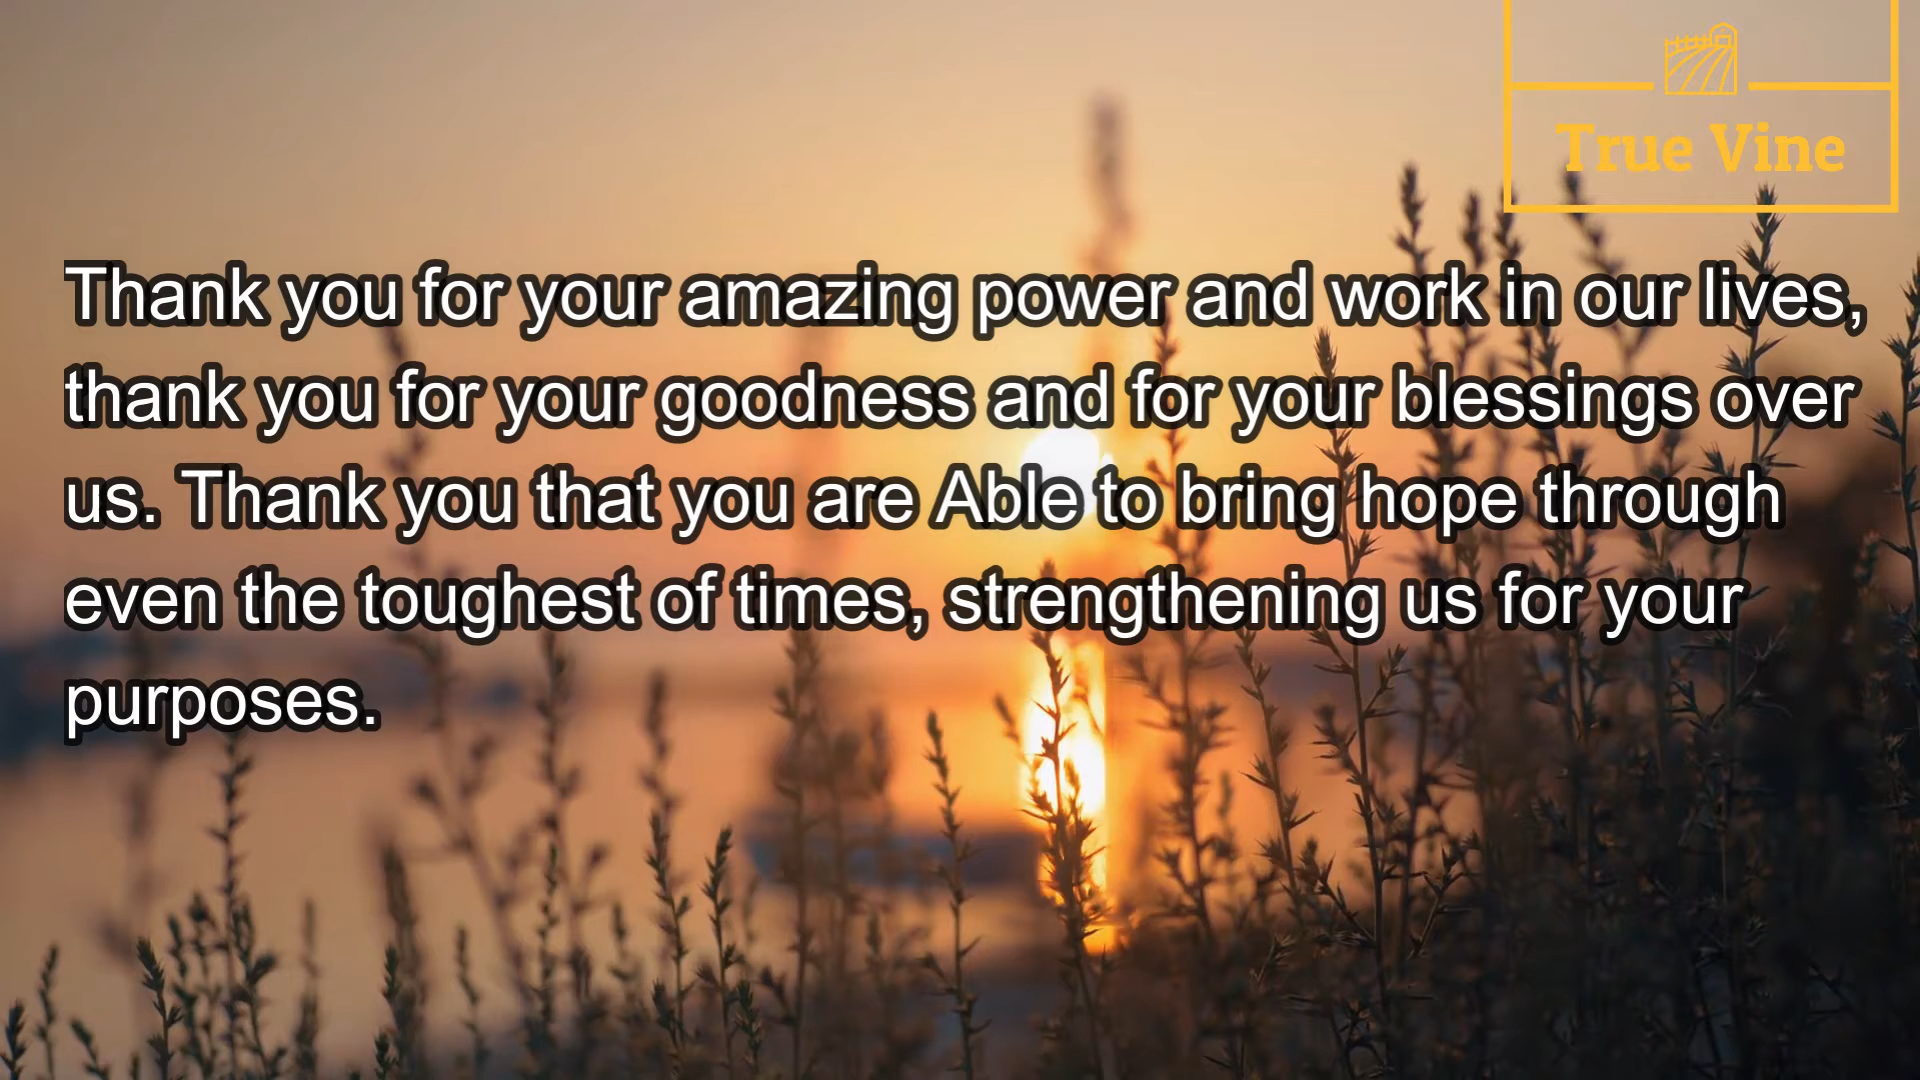 True Vine
Thank you for your amazing power and work in our lives,
thank you for your goodness and for your blessings over
us. Thank you that you are Able to bring hope through
even the toughest of times, strengthening us for your
purposes.